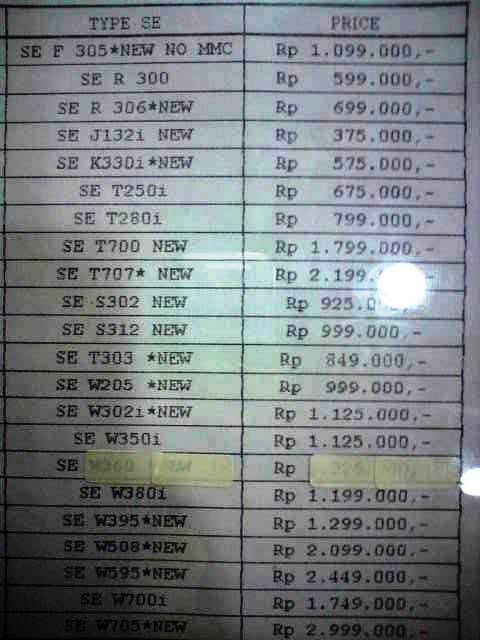 TYPE SE PRICE
SE F 305*NEW NO MMC Rp 1.099.000,-
SE R 300 Rp 599.000,-
SE R 306*NEW Rp 699.000,-
SE J132i NEW Rp 375.000,-
SE K330i*NEW Rp 575.000,-
SE T250i Rp 675.000,-
SE T280i Rp 799.000,-
SE T700 NEW Rp 1.799.000,-
SE T707* NEW Rp 2.199.
SE S302 NEW Rp 925.000,-
SE S312 NEW Rp 999.000,-
SE T303 *NEW Rp 849.000,-
SE W205 *NEW Rp 999.000,-
SE W302i*NEW Rp 1.125.000,-
SE W350i Rp 1.125.000,-
SE Rp
SE W380i Rp 1.199.000,-
SE W395*NEW Rp 1.299.000,-
SE W508*NEW Rp 2.099.000,-
SE W595*NEW Rp 2.449.000,-
SE W700i Rp 1.749.000,-
SE W705*NEW Rp 2.999.000,-